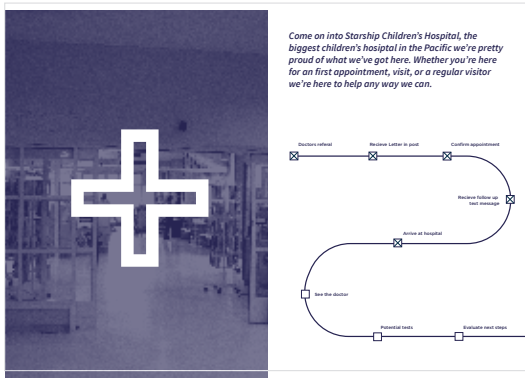 Come on into Starship Children's Hospital, the
biggest children's hosiptal in the Pacific we're pretty
proud of what we've got here. Whether you're here
for an first appointment, visit, or a regular visitor
we're here to help any way we can.
Doctors referal
Recieve Letter in post
Confirm appointment
Recieve follow up
text message
Arrive at hospital
See the doctor
Potential tests
Evaluate next steps